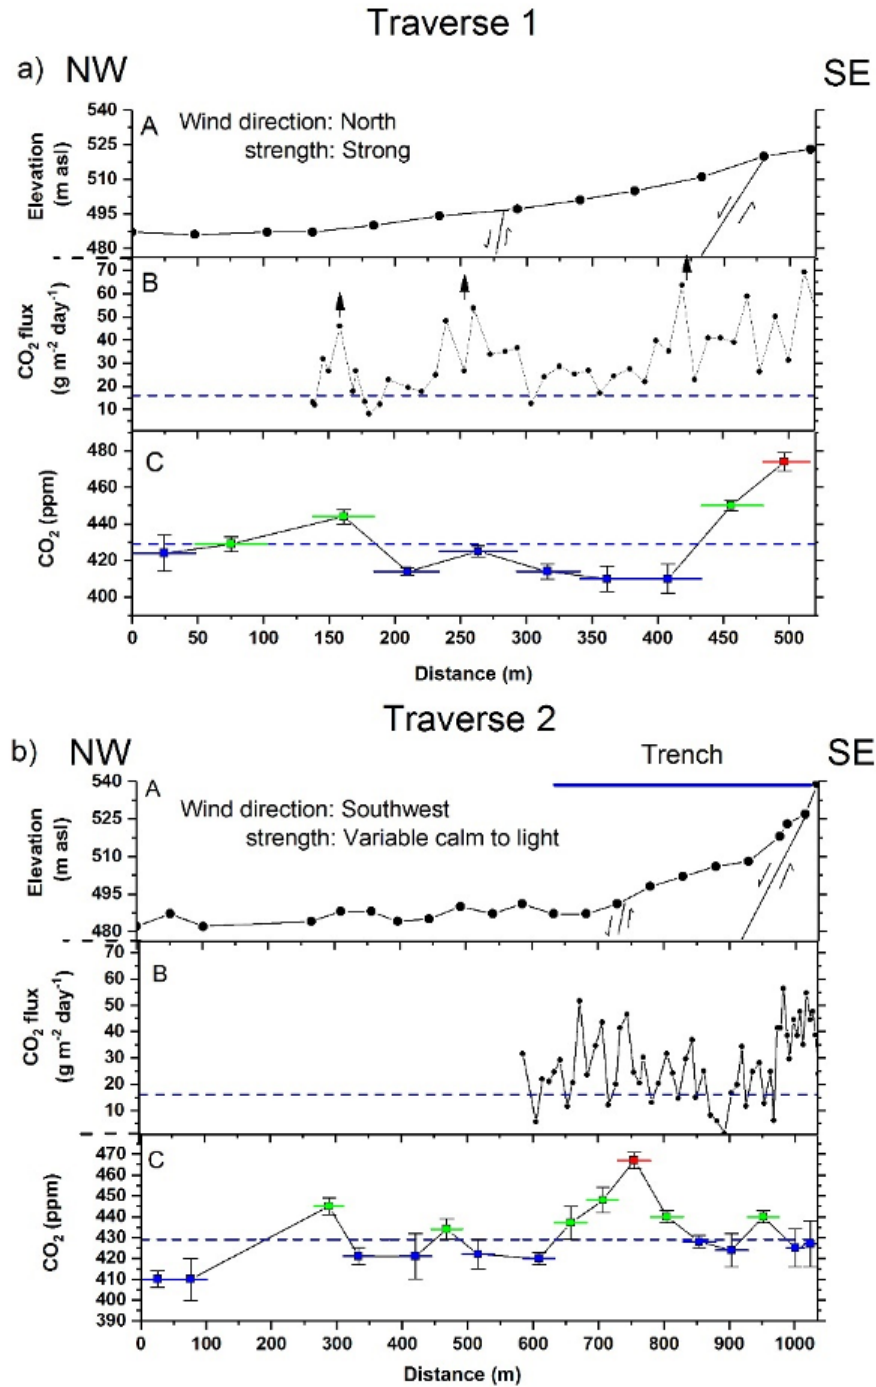 Traverse 1
a) NW SE
A Wind direction: North
strength: Strong
Elevation
(m asl)
540
525
510
495
480
B
CO₂ flux
(g m⁻² day⁻¹)
70
60
50
40
30
20
10
C
CO₂ (ppm)
480
460
440
420
400
0 50 100 150 200 250 300 350 400 450 500
Distance (m)
Traverse 2
b) NW Trench SE
A
Wind direction: Southwest
strength: Variable calm to light
Elevation
(m asl)
540
525
510
495
480
B
CO₂ flux
(g m⁻² day⁻¹)
70
60
50
40
30
20
10
C
CO₂ (ppm)
470
460
450
440
430
420
410
400
390
0 100 200 300 400 500 600 700 800 900 1000
Distance (m)